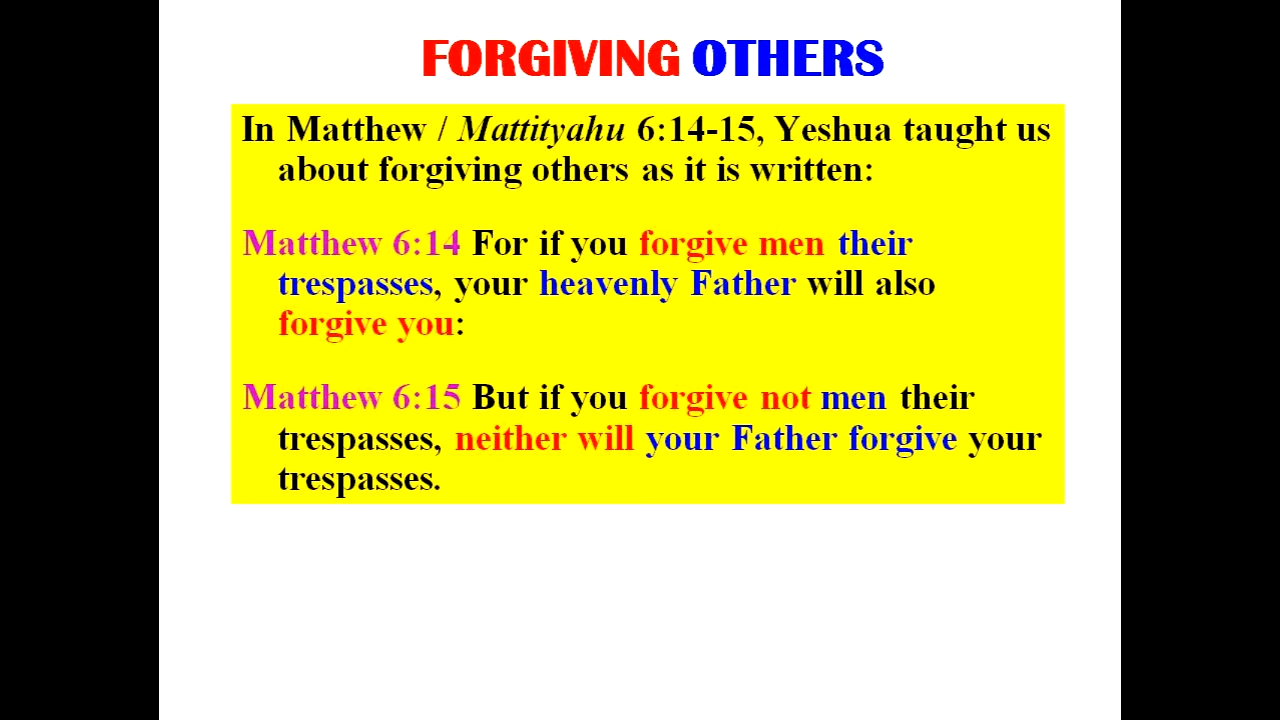 FORGIVING OTHERS
In Matthew / Mattityahu 6:14-15, Yeshua taught us
about forgiving others as it is written:
Matthew 6:14 For if you forgive men their
trespasses, your heavenly Father will also
forgive you:
Matthew 6:15 But if you forgive not men their
trespasses, neither will your Father forgive your
trespasses.